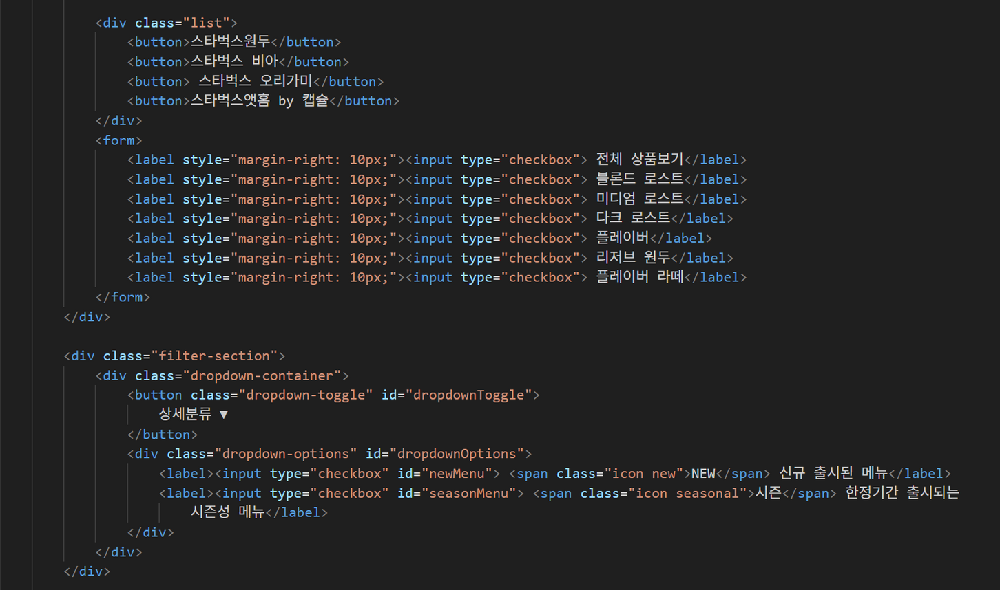 <div class="list">
<button>스타벅스원두</button>
<button>스타벅스 비아</button>
<button> 스타벅스 오리가미</button>
<button>스타벅스앳홈 by 캡슐</button>
</div>
<form>
<label style="margin-right: 10px;"><input type="checkbox"> 전체 상품보기</label>
<label style="margin-right: 10px;"><input type="checkbox"> 블론드 로스트</label>
<label style="margin-right: 10px;"><input type="checkbox"> 미디엄 로스트</label>
<label style="margin-right: 10px;"><input type="checkbox"> 다크 로스트</label>
<label style="margin-right: 10px;"><input type="checkbox"> 플레이버</label>
<label style="margin-right: 10px;"><input type="checkbox"> 리저브 원두</label>
<label style="margin-right: 10px;"><input type="checkbox"> 플레이버 라떼</label>
</form>
</div>
<div class="filter-section">
<div class="dropdown-container">
<button class="dropdown-toggle" id="dropdownToggle">
상세분류 ▼
</button>
<div class="dropdown-options" id="dropdownOptions">
<label><input type="checkbox" id="newMenu"> <span class="icon new">NEW</span> 신규 출시된 메뉴</label>
<label><input type="checkbox" id="seasonMenu"> <span class="icon seasonal">시즌</span> 한정기간 출시되는
시즌성 메뉴</label>
</div>
</div>
</div>